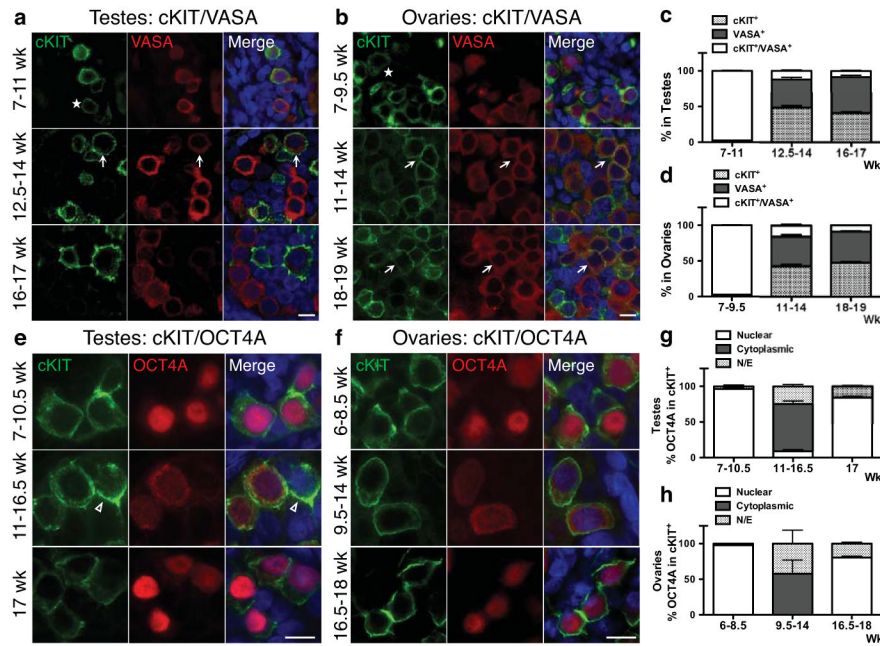 a Testes: cKIT/VASA
cKIT VASA Merge
7-11 wk
12.5-14 wk
16-17 wk
b Ovaries: cKIT/VASA
cKIT VASA Merge
7-9.5 wk
11-14 wk
18-19 wk
c
cKIT⁺
VASA⁺
cKIT⁺/VASA⁺
% in Testes
100
50
0
7-11 12.5-14 16-17
Wk
d
cKIT⁺
VASA⁺
cKIT⁺/VASA⁺
% in Ovaries
100
50
0
7-9.5 11-14 18-19
Wk
e Testes: cKIT/OCT4A
cKIT OCT4A Merge
7-10.5 wk
11-16.5 wk
17 wk
f Ovaries: cKIT/OCT4A
cKIT OCT4A Merge
6-8.5 wk
9.5-14 wk
16.5-18 wk
g
Nuclear
Cytoplasmic
N/E
Testes
% OCT4A in cKIT⁺
100
50
0
7-10.5 11-16.5 17
Wk
h
Nuclear
Cytoplasmic
N/E
Ovaries
% OCT4A in cKIT⁺
100
50
0
6-8.5 9.5-14 16.5-18
Wk